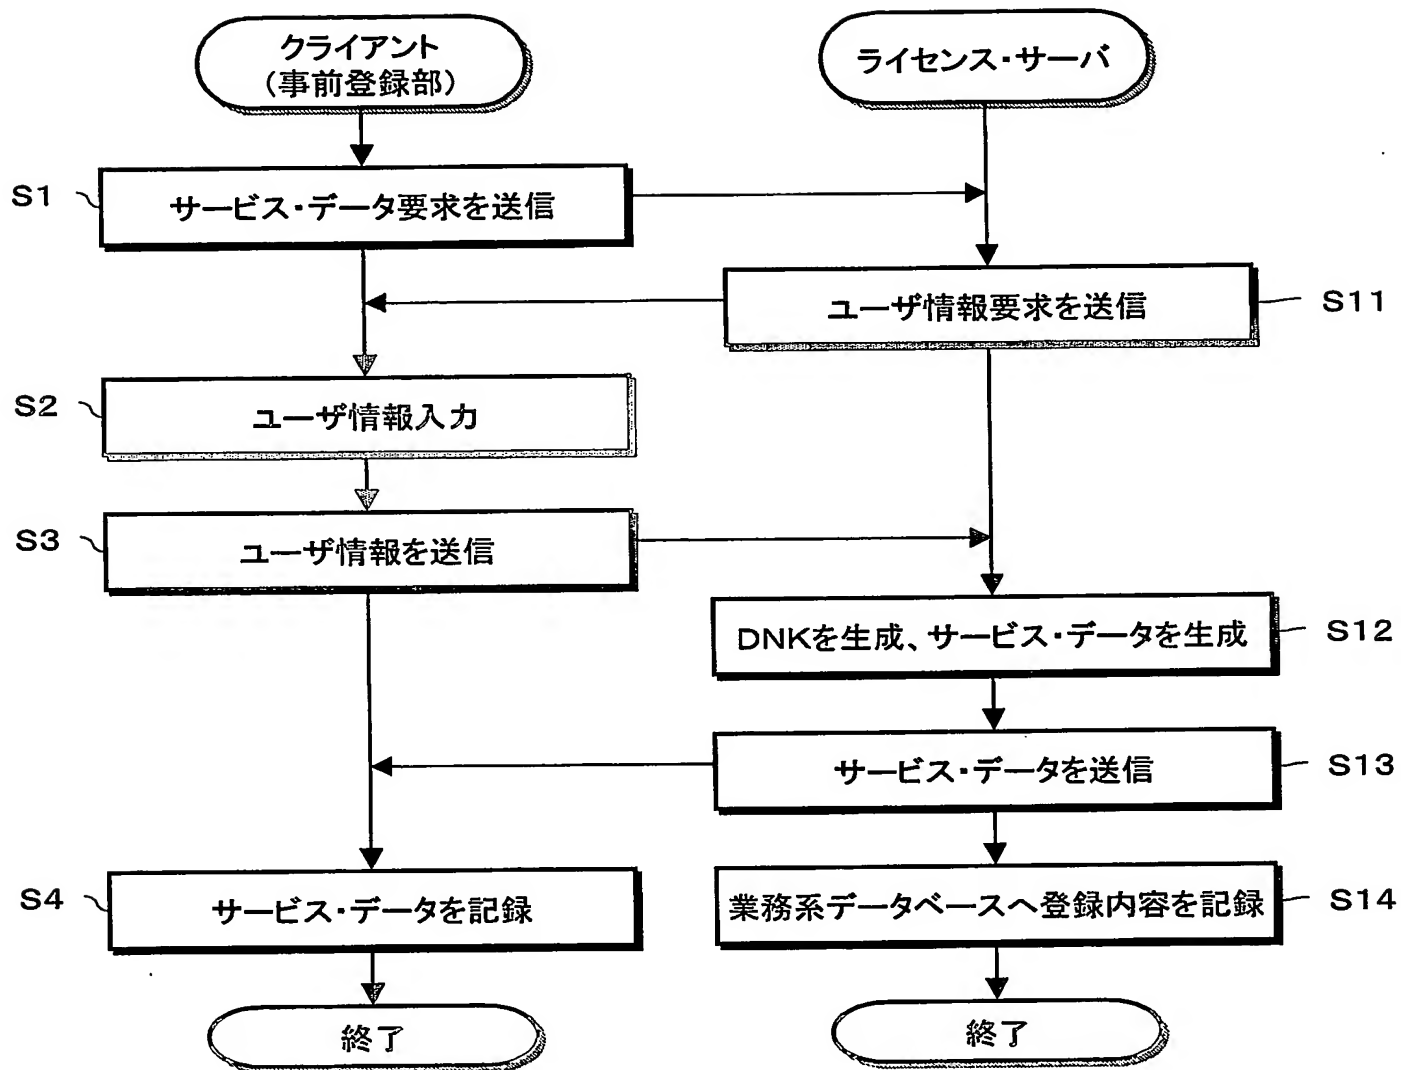 クライアント
(事前登録部)
ライセンス・サーバ
S1
サービス・データ要求を送信
ユーザ情報要求を送信
S11
S2
ユーザ情報入力
S3
ユーザ情報を送信
DNKを生成、サービス・データを生成
S12
サービス・データを送信
S13
S4
サービス・データを記録
業務系データベースへ登録内容を記録
S14
終了
終了